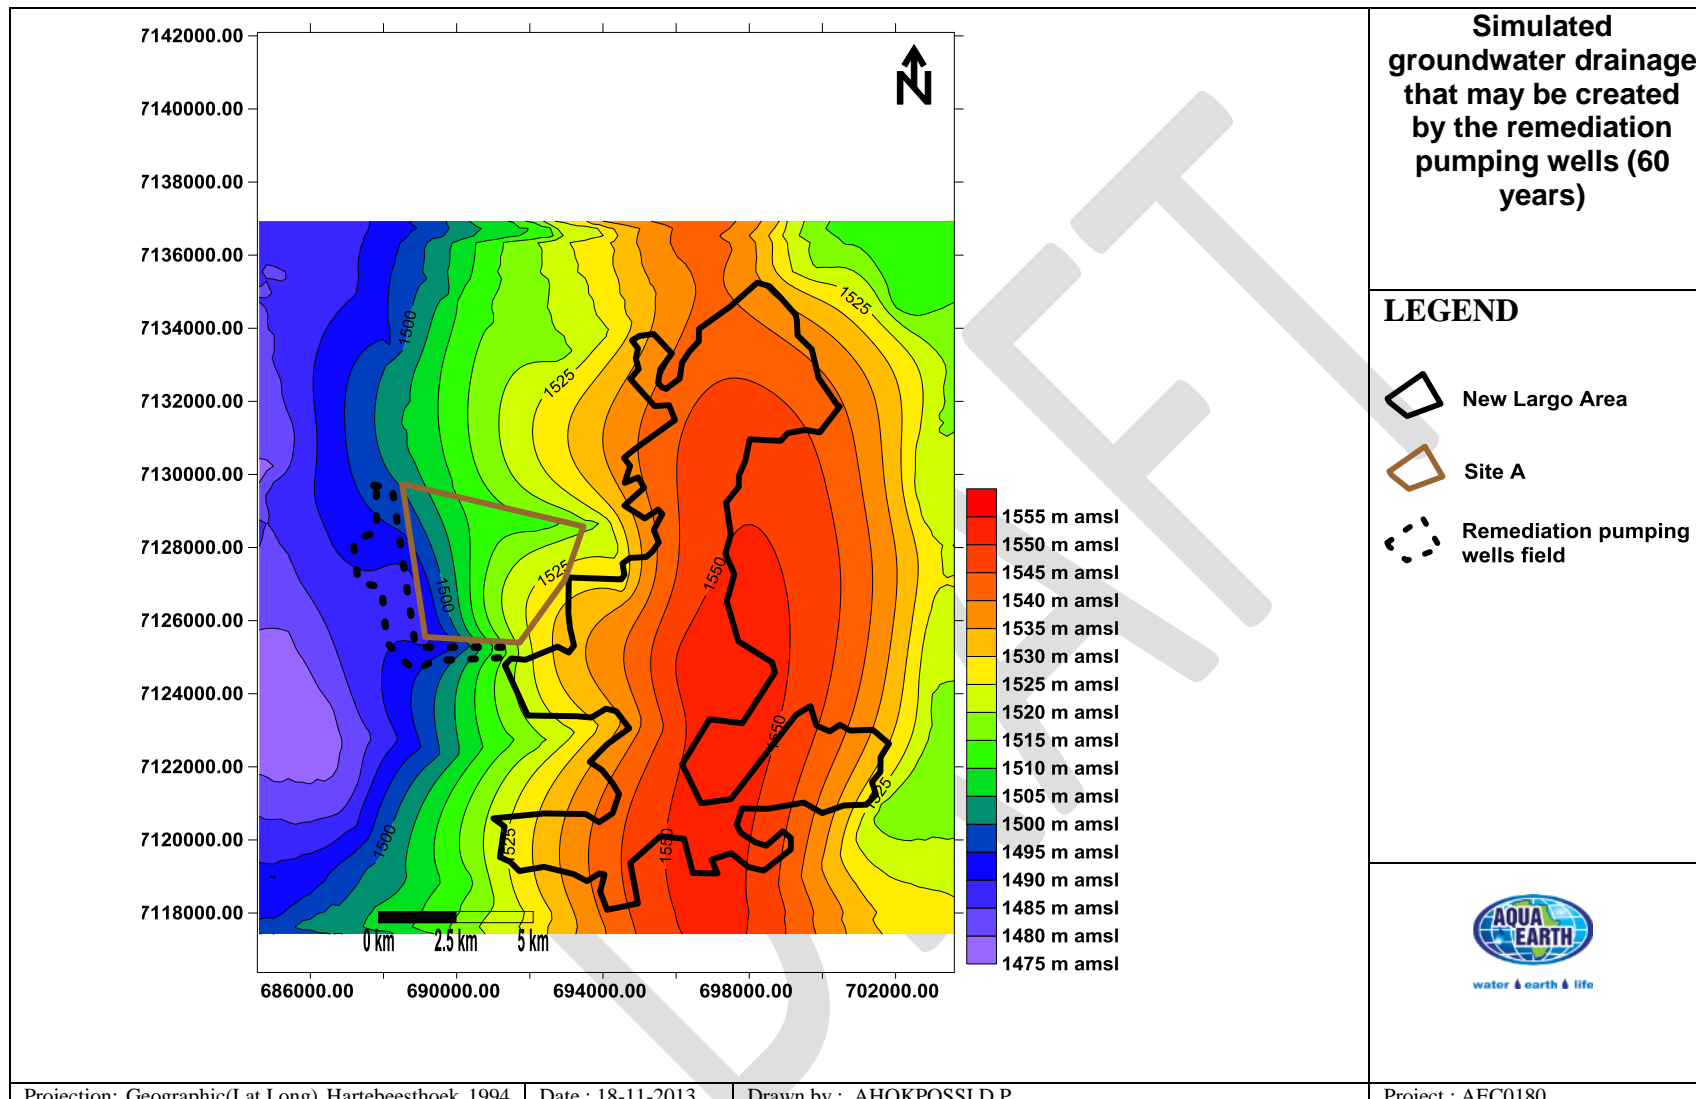 Simulated
groundwater drainage
that may be created
by the remediation
pumping wells (60
years)
LEGEND
New Largo Area
Site A
Remediation pumping
wells field
7142000.00
7140000.00
7138000.00
7136000.00
7134000.00
7132000.00
7130000.00
7128000.00
7126000.00
7124000.00
7122000.00
7120000.00
7118000.00
686000.00 690000.00 694000.00 698000.00 702000.00
N
1500
1525
1525
1500
1525
1550
1550
1525
1500
1525
1550
0 km 2.5 km 5 km
1555 m amsl
1550 m amsl
1545 m amsl
1540 m amsl
1535 m amsl
1530 m amsl
1525 m amsl
1520 m amsl
1515 m amsl
1510 m amsl
1505 m amsl
1500 m amsl
1495 m amsl
1490 m amsl
1485 m amsl
1480 m amsl
1475 m amsl
AQUA
EARTH
water earth life
DRAFT
Projection: Geographic(Lat Long) Hartebeesthoek 1994
Date : 18-11-2013
Drawn by : AHOKPOSSI D.P
Project : AEC0180